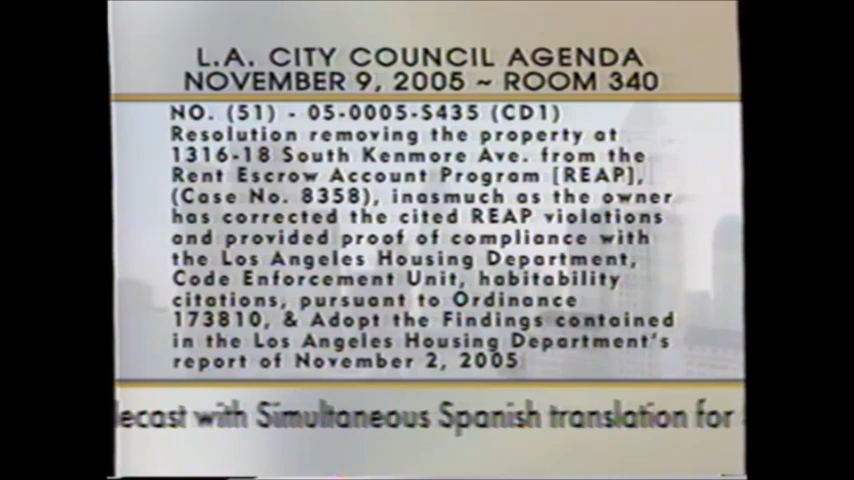 L.A. CITY COUNCIL AGENDA
NOVEMBER 9, 2005 ~ ROOM 340
NO. (51) - 05-0005-S435 (CD1)
Resolution removing the property at
1316-18 South Kenmore Ave. from the
Rent Escrow Account Program [REAP],
(Case No. 8358), inasmuch as the owner
has corrected the cited REAP violations
and provided proof of compliance with
the Los Angeles Housing Department,
Code Enforcement Unit, habitability
citations, pursuant to Ordinance
173810, & Adopt the Findings contained
in the Los Angeles Housing Department's
report of November 2, 2005
lecast with Simultaneous Spanish translation for